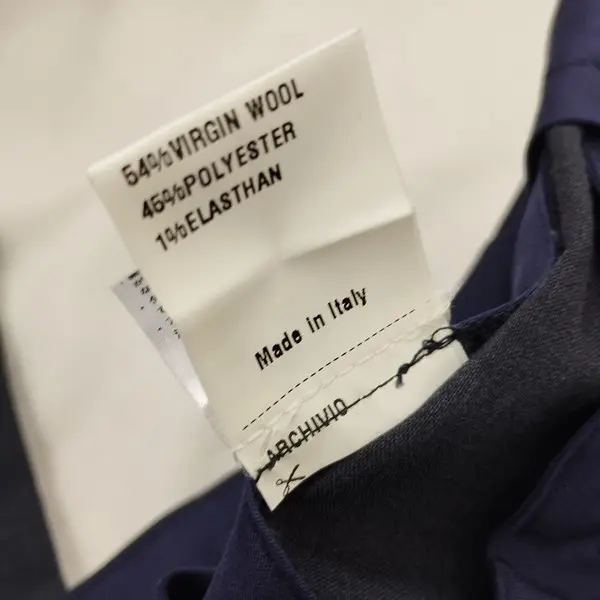 54%VIRGIN WOOL
45%POLYESTER
1%ELASTHAN
Made in Italy
ARCHIVIO